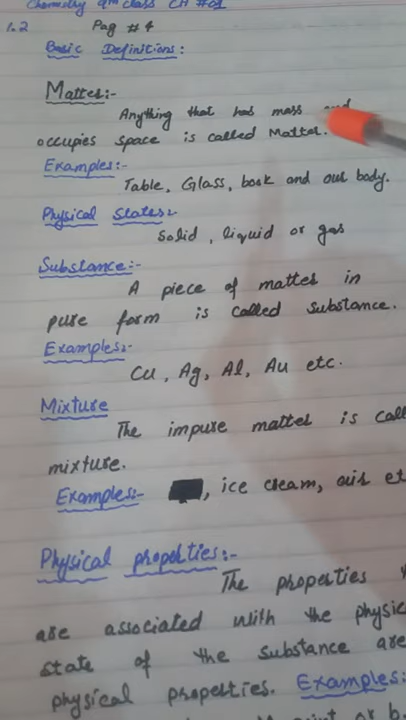 Chemistry 9th class CH #01
1.2 Pag # 4
Basic Definitions:
Matter:-
Anything that has mass and
occupies space is called Matter.
Examples:-
Table, Glass, book and our body.
Physical States:-
Solid, liquid or gas
Substance:-
A piece of matter in
pure form is called substance.
Examples:-
Cu, Ag, Al, Au etc.
Mixture
The impure matter is call
mixture.
Examples:- , ice cream, air et
Physical properties:-
The properties
are associated with the physic
state of the substance are
physical properties. Examples:
or b